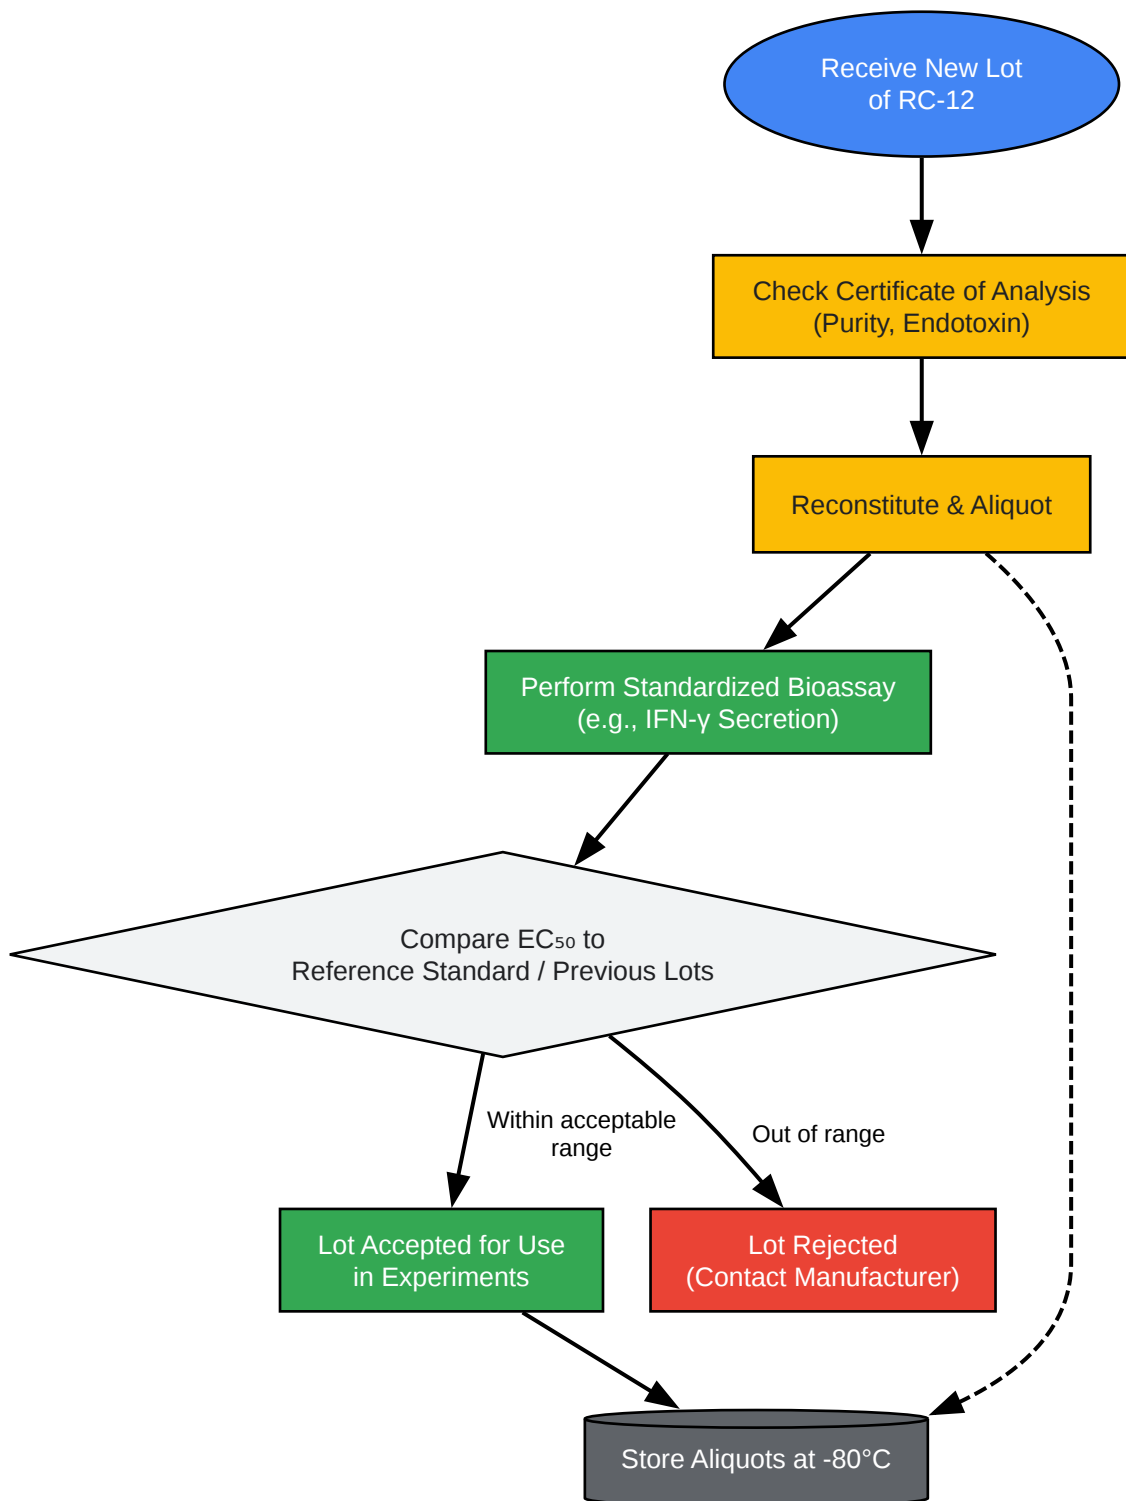 Receive New Lot
of RC-12
Check Certificate of Analysis
(Purity, Endotoxin)
Reconstitute & Aliquot
Perform Standardized Bioassay
(e.g., IFN-γ Secretion)
Compare EC₅₀ to
Reference Standard / Previous Lots
Within acceptable
range
Out of range
Lot Accepted for Use
in Experiments
Lot Rejected
(Contact Manufacturer)
Store Aliquots at -80°C